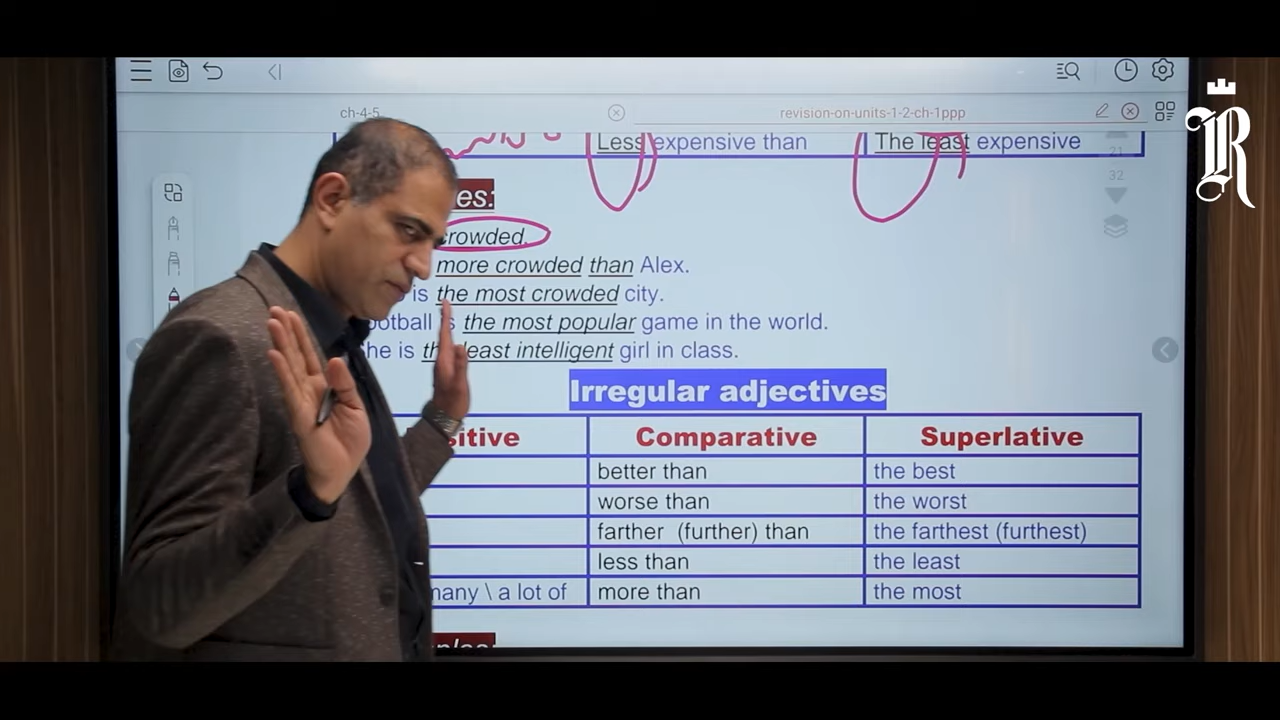 ch-4-5
revision-on-units-1-2-ch-1ppp
Less expensive than
The least expensive
21
32
es:
crowded.
more crowded than Alex.
is the most crowded city.
ootball is the most popular game in the world.
he is the least intelligent girl in class.
Irregular adjectives
sitive Comparative Superlative
better than the best
worse than the worst
farther (further) than the farthest (furthest)
less than the least
many \ a lot of more than the most
R